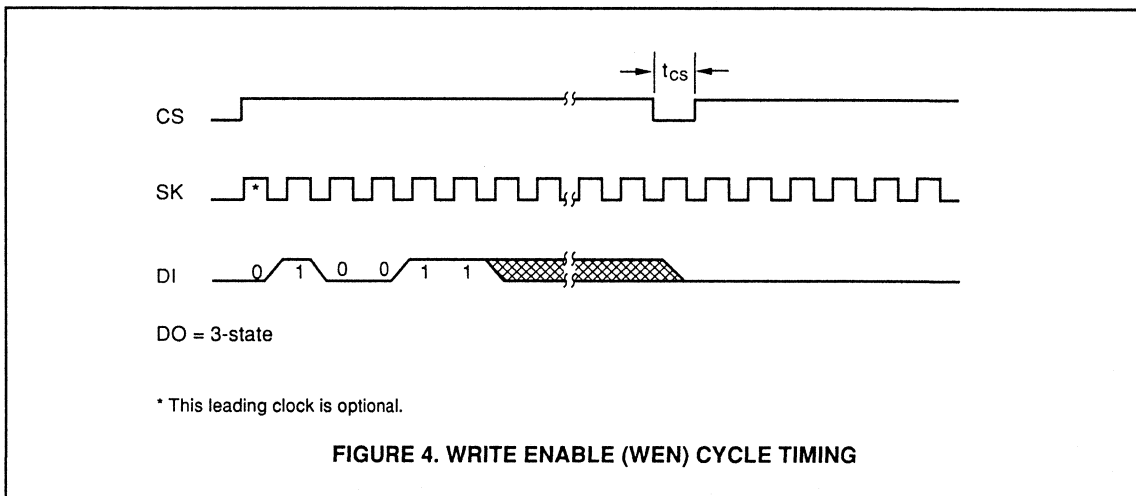 tCS
CS
SK *
DI 0 1 0 0 1 1
DO = 3-state
* This leading clock is optional.
FIGURE 4. WRITE ENABLE (WEN) CYCLE TIMING